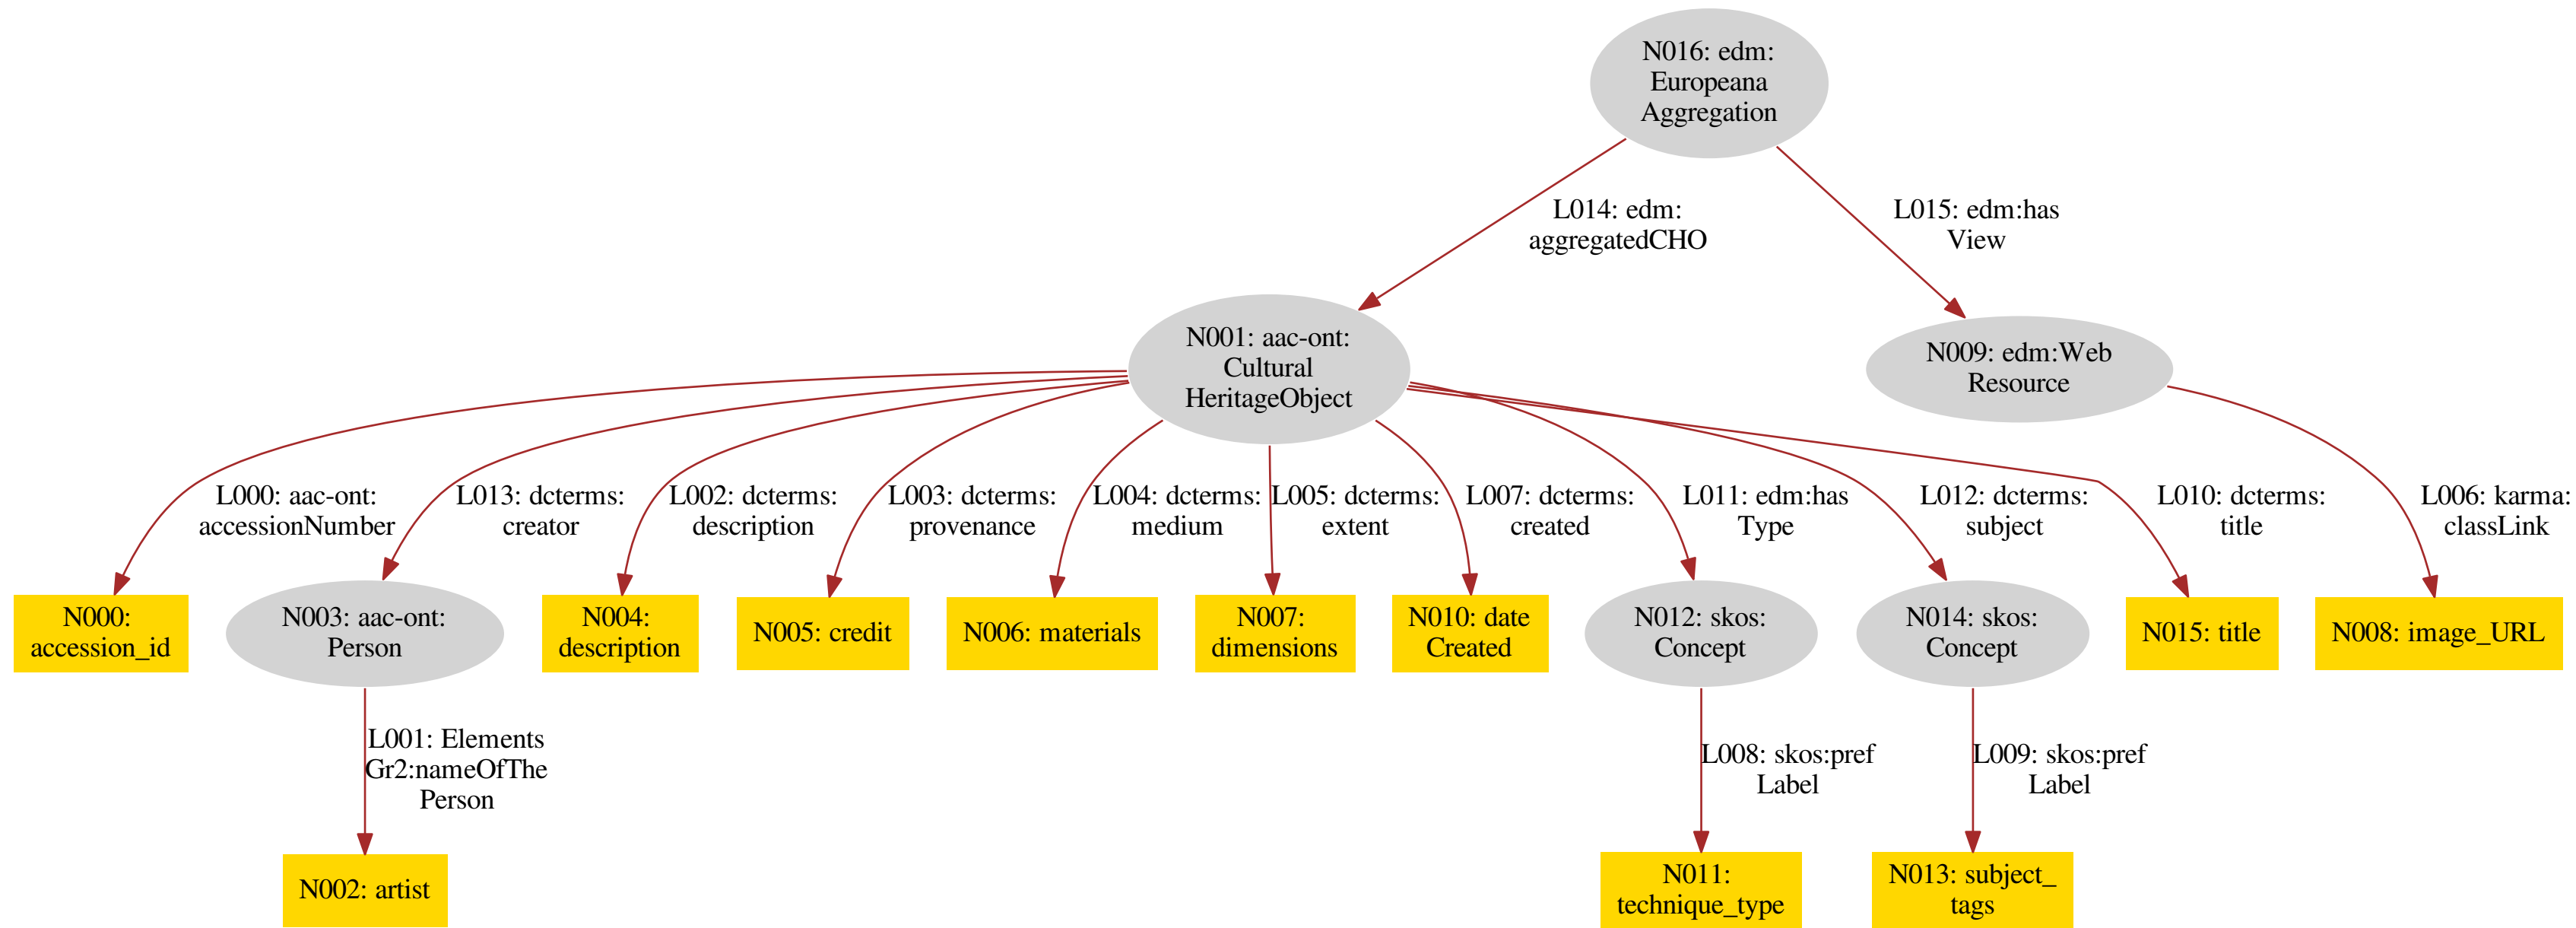 N016: edm:
Europeana
Aggregation
L014: edm:
aggregatedCHO
L015: edm:has
View
N001: aac-ont:
Cultural
HeritageObject
N009: edm:Web
Resource
L000: aac-ont:
accessionNumber
L013: dcterms:
creator
L002: dcterms:
description
L003: dcterms:
provenance
L004: dcterms:
medium
L005: dcterms:
extent
L007: dcterms:
created
L011: edm:has
Type
L012: dcterms:
subject
L010: dcterms:
title
L006: karma:
classLink
N000:
accession_id
N003: aac-ont:
Person
N004:
description
N005: credit
N006: materials
N007:
dimensions
N010: date
Created
N012: skos:
Concept
N014: skos:
Concept
N015: title
N008: image_URL
L001: Elements
Gr2:nameOfThe
Person
L008: skos:pref
Label
L009: skos:pref
Label
N002: artist
N011:
technique_type
N013: subject_
tags